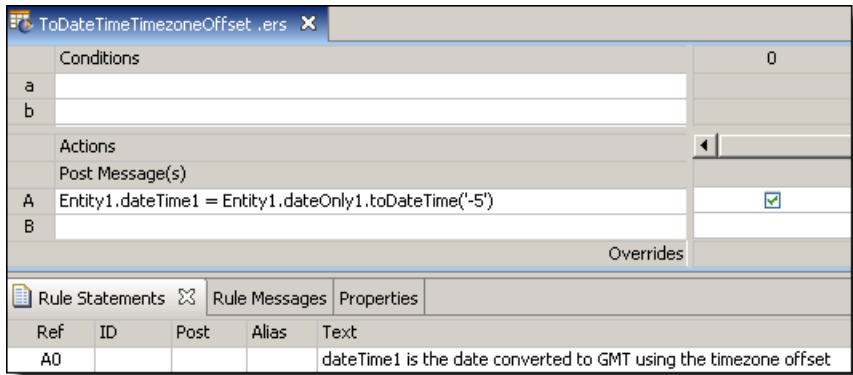 ToDateTimeTimezoneOffset .ers
Conditions 0
a
b
Actions
Post Message(s)
A Entity1.dateTime1 = Entity1.dateOnly1.toDateTime('-5')
B
Overrides
Rule Statements Rule Messages Properties
Ref ID Post Alias Text
A0 dateTime1 is the date converted to GMT using the timezone offset